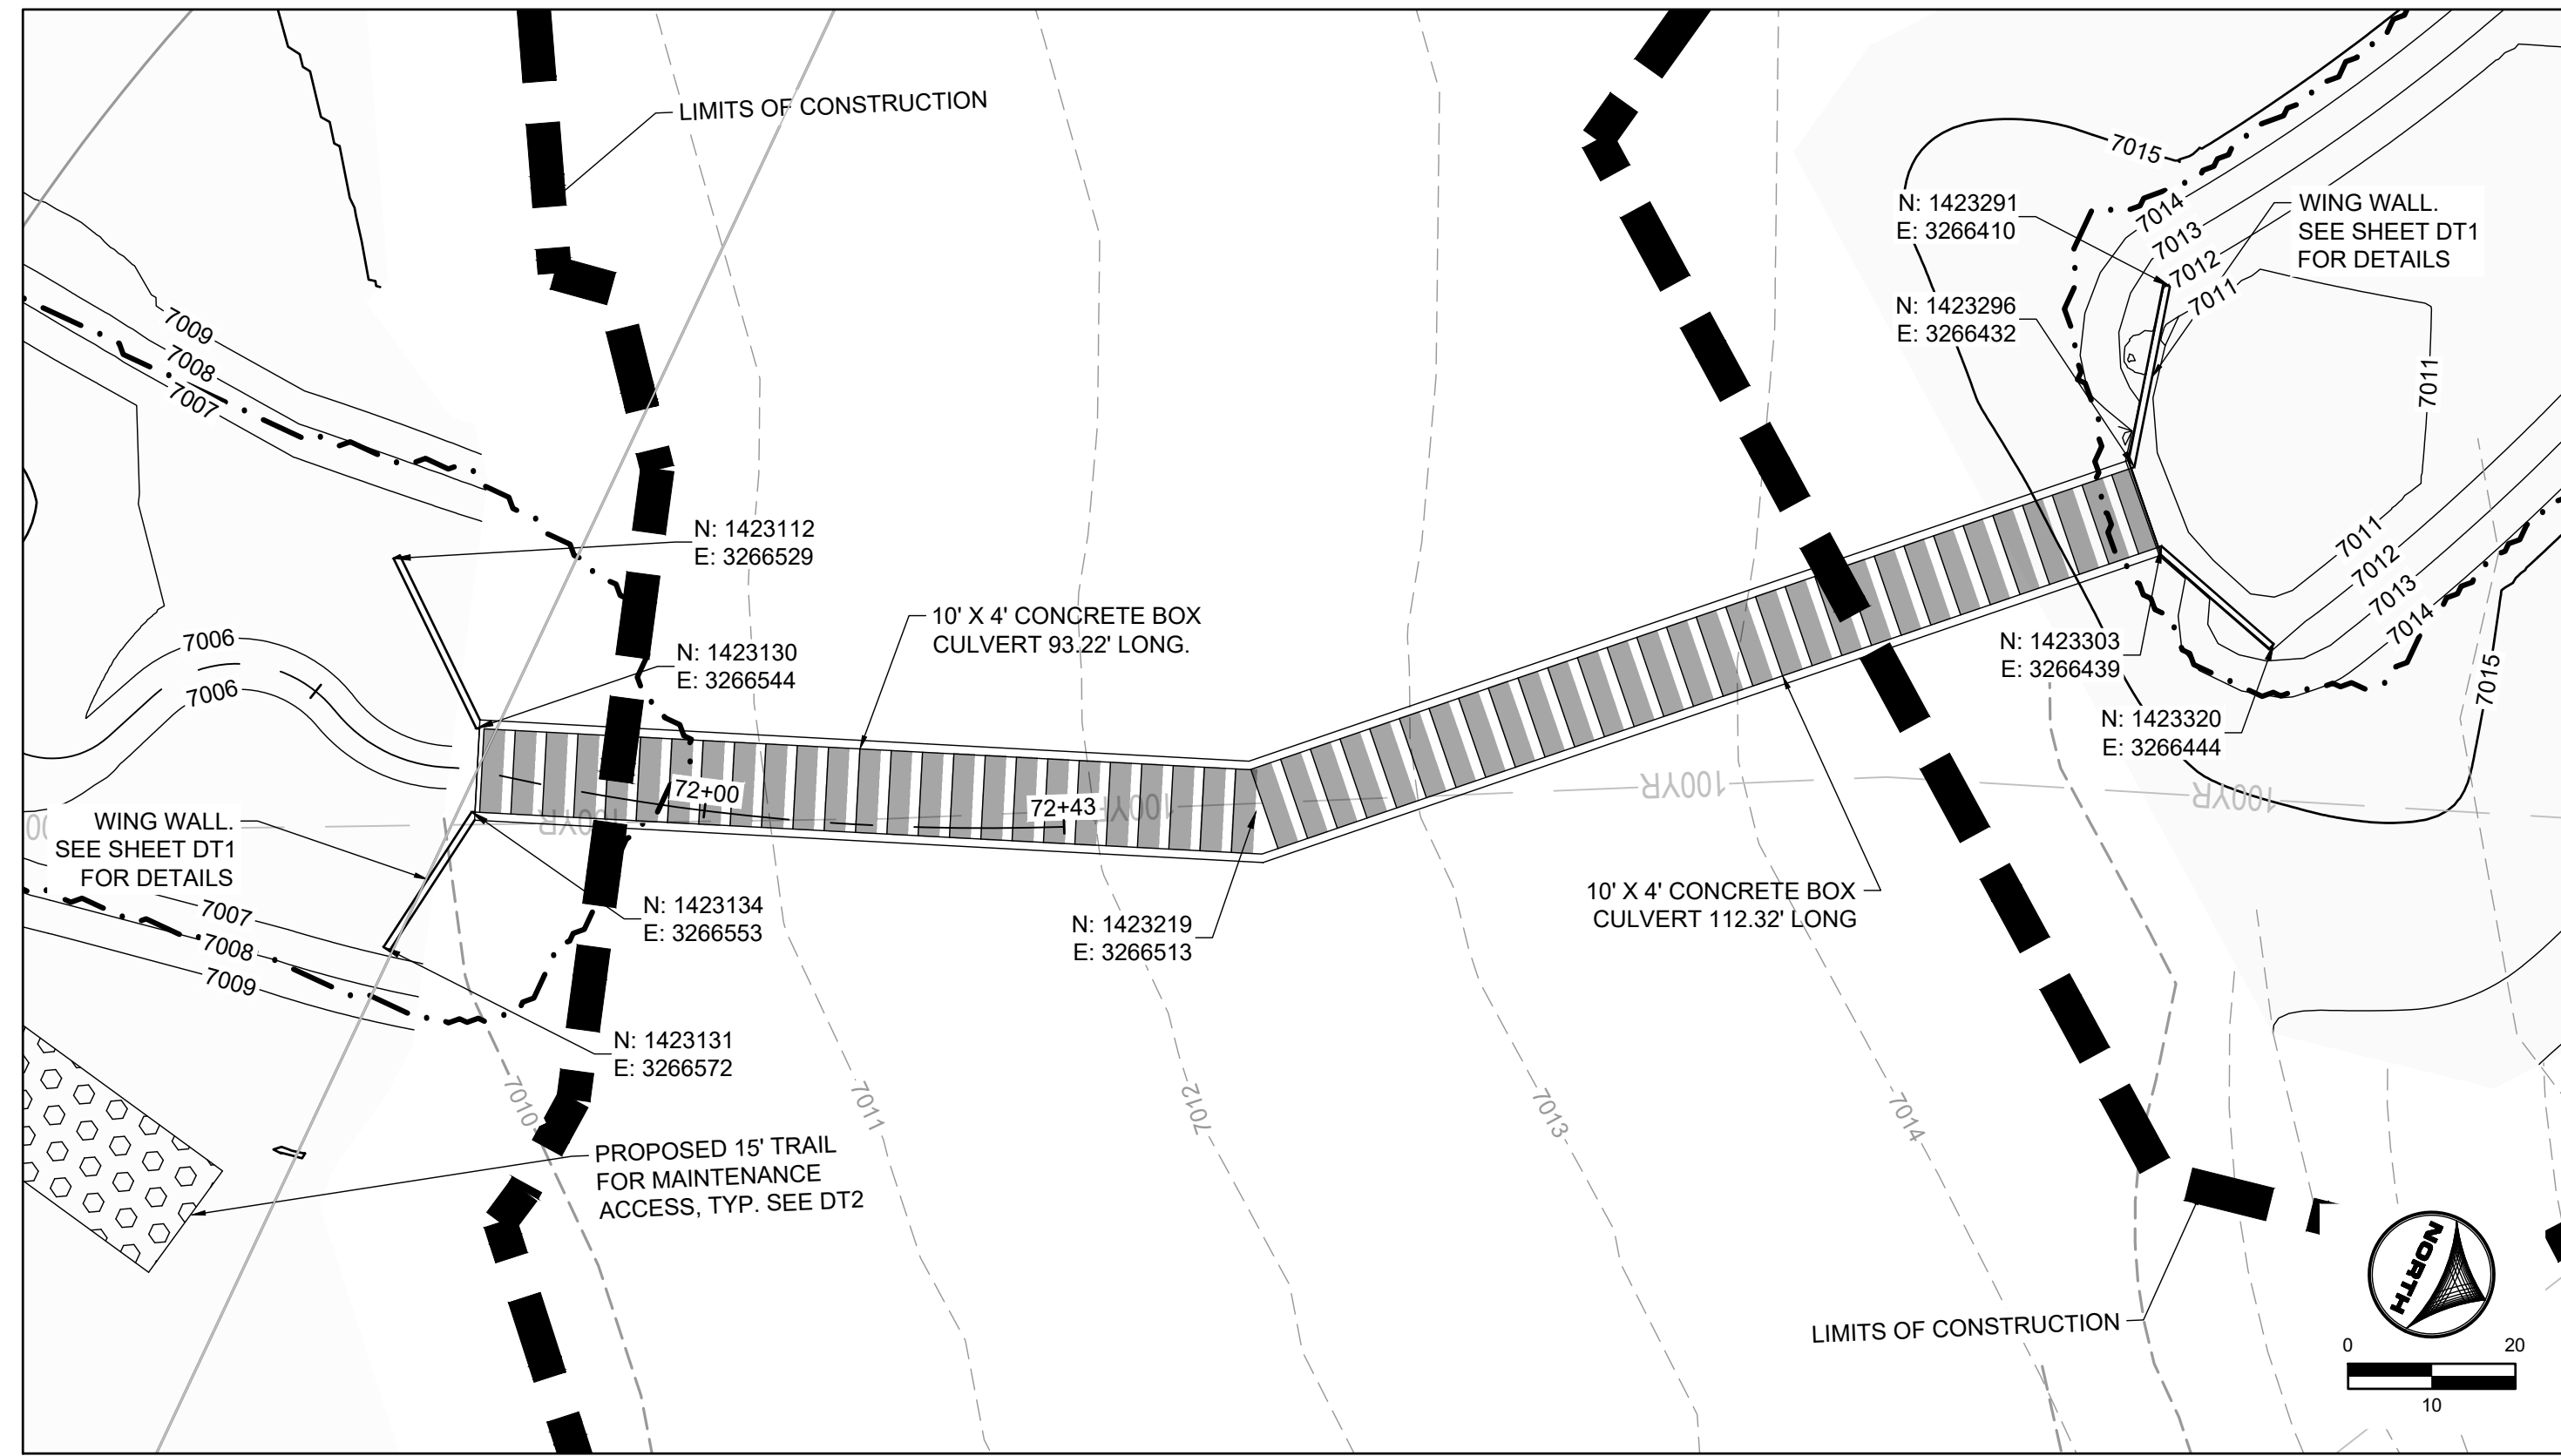 LIMITS OF CONSTRUCTION
7015
N: 1423291
E: 3266410
7014
7013
7012
7011
WING WALL.
SEE SHEET DT1
FOR DETAILS
N: 1423296
E: 3266432
7009
7008
7007
7011
N: 1423112
E: 3266529
7011
7012
7013
7014
7006
7006
N: 1423130
E: 3266544
10' X 4' CONCRETE BOX
CULVERT 93.22' LONG.
N: 1423303
E: 3266439
7015
N: 1423320
E: 3266444
72+00
72+43
100YR
100YR
100YR
100YR
WING WALL.
SEE SHEET DT1
FOR DETAILS
7007
7008
7009
N: 1423134
E: 3266553
N: 1423219
E: 3266513
10' X 4' CONCRETE BOX
CULVERT 112.32' LONG
N: 1423131
E: 3266572
7010
7011
7012
7013
7014
PROPOSED 15' TRAIL
FOR MAINTENANCE
ACCESS, TYP. SEE DT2
LIMITS OF CONSTRUCTION
NORTH
0
20
10